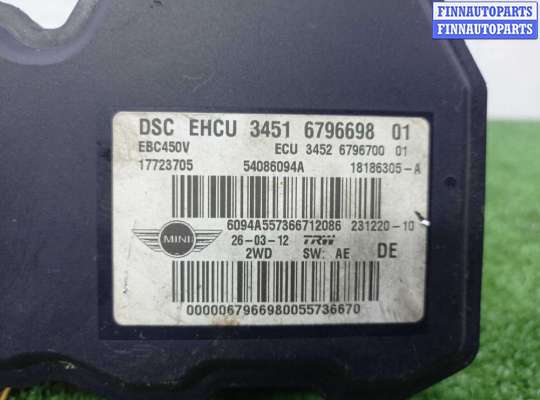 FINNAUTOPARTS
FINNAUTOPARTS
DSC EHCU 3451 6796698 01
EBC450V ECU 3452 6796700 01
17723705 54086094A 18186305-A
6094A557366712086 231220-10
MINI 26-03-12 TRW DE
2WD SW: AE
0000067966980055736670